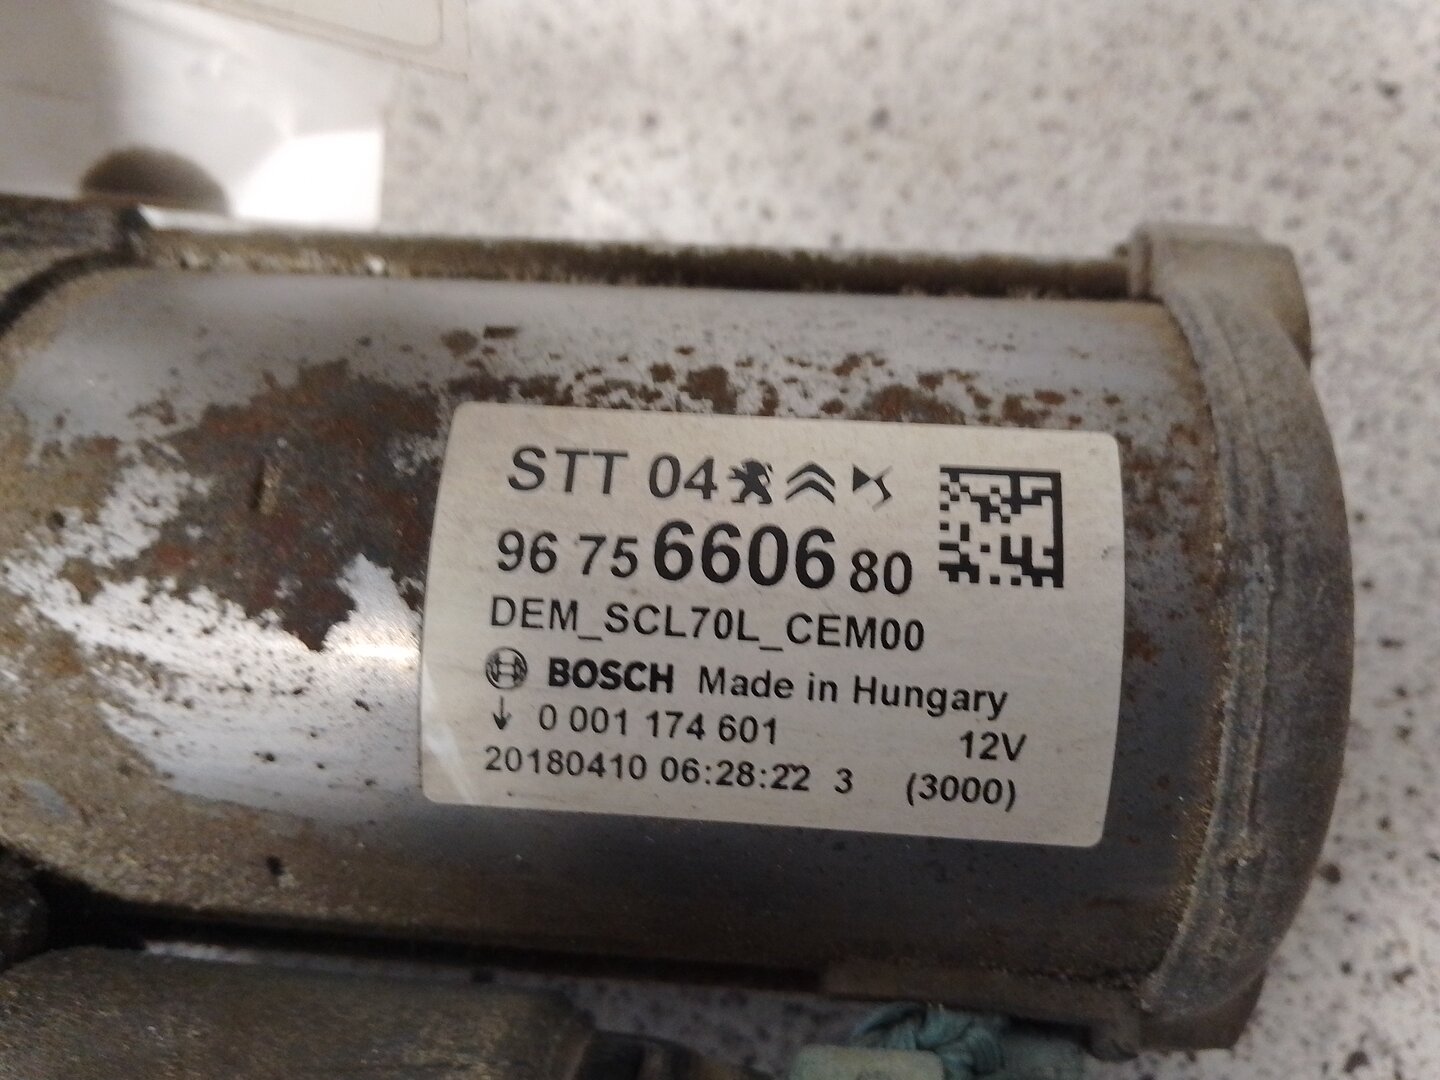 STT 04
96 75 6606 80
DEM_SCL70L_CEM00
BOSCH Made in Hungary
↓ 0 001 174 601 12V
20180410 06:28:22 3 (3000)